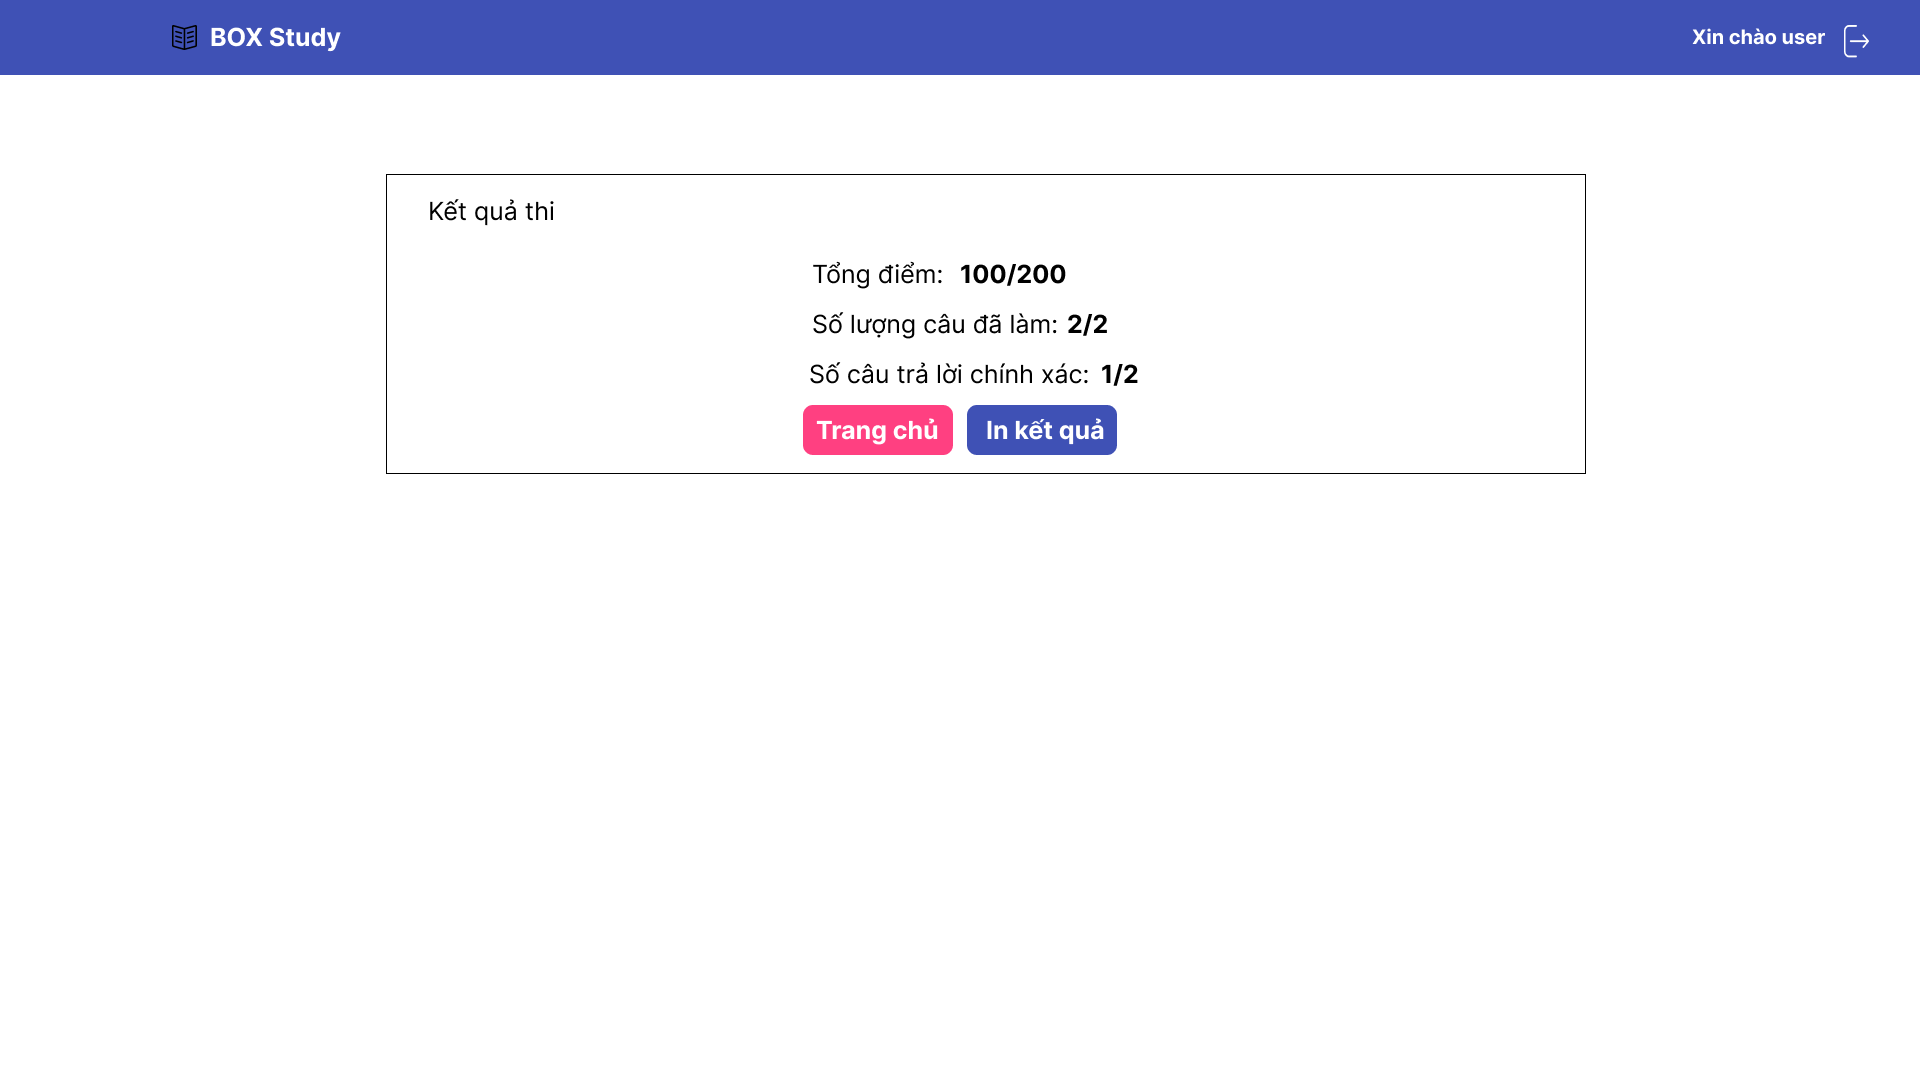 BOX Study
Xin chào user
Kết quả thi
Tổng điểm: 100/200
Số lượng câu đã làm: 2/2
Số câu trả lời chính xác: 1/2
Trang chủ
In kết quả